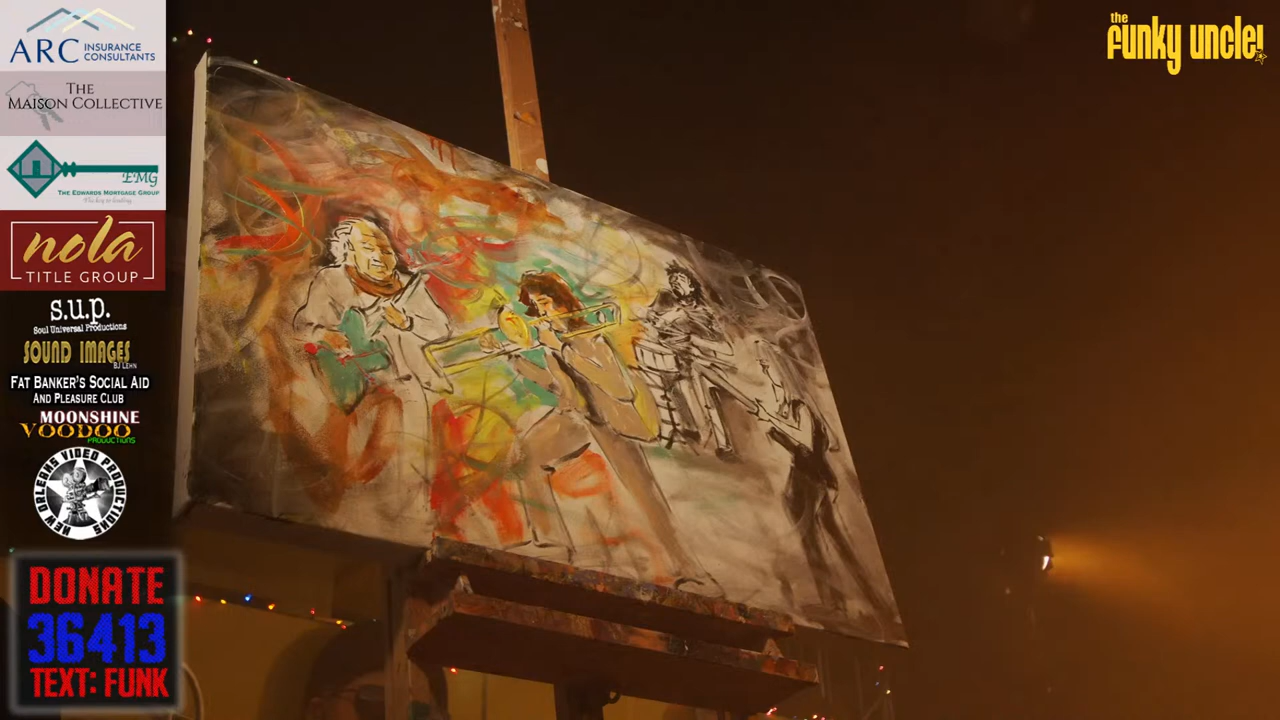 ARC INSURANCE
CONSULTANTS
THE
MAISON COLLECTIVE
EMG
THE EDWARDS MORTGAGE GROUP
nola
TITLE GROUP
s.u.p.
Soul Universal Productions
SOUND IMAGES
BJ LEHN
FAT BANKER'S SOCIAL AID
AND PLEASURE CLUB
MOONSHINE
VOODOO
PRODUCTIONS
NEW ORLEANS VIDEO PRODUCTIONS
DONATE
36413
TEXT: FUNK
the
funky uncle!